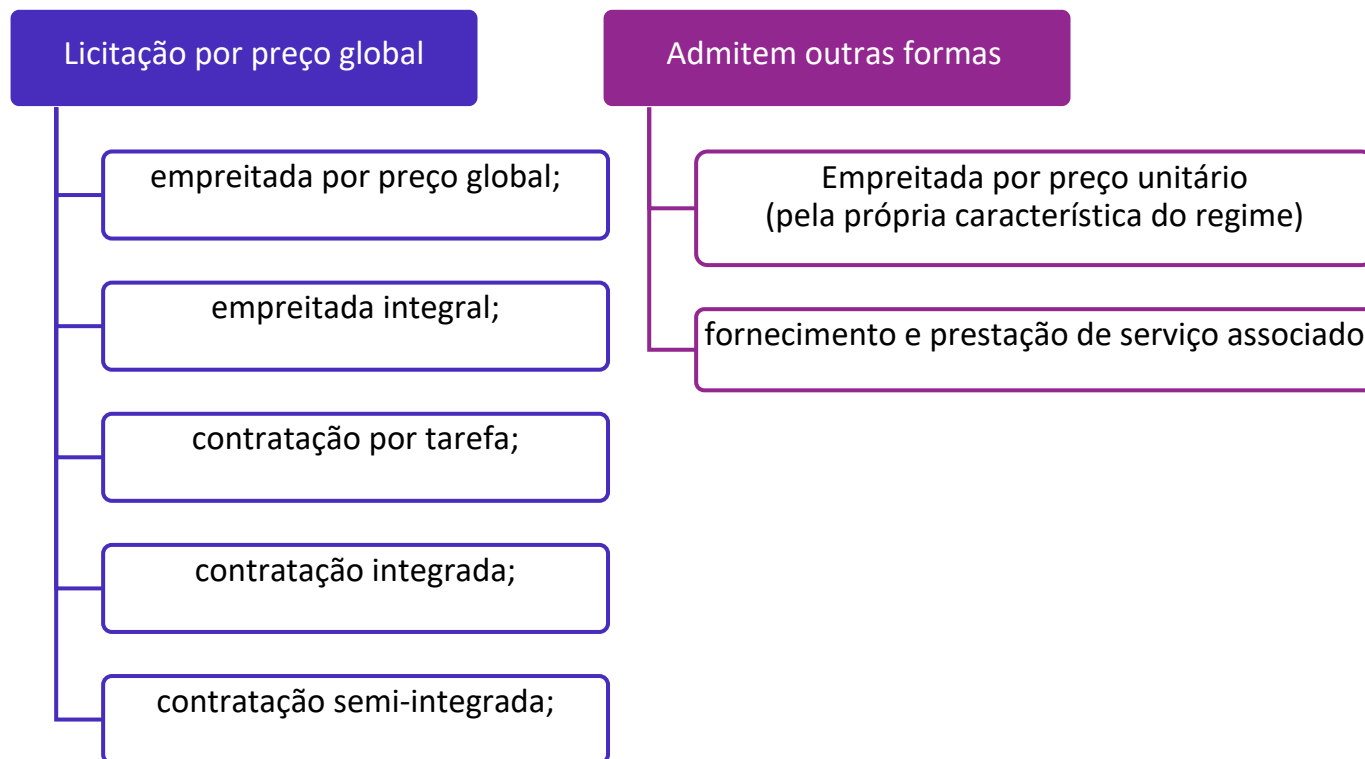 Licitação por preço global
empreitada por preço global;
empreitada integral;
contratação por tarefa;
contratação integrada;
contratação semi-integrada;
Admitem outras formas
Empreitada por preço unitário
(pela própria característica do regime)
fornecimento e prestação de serviço associado